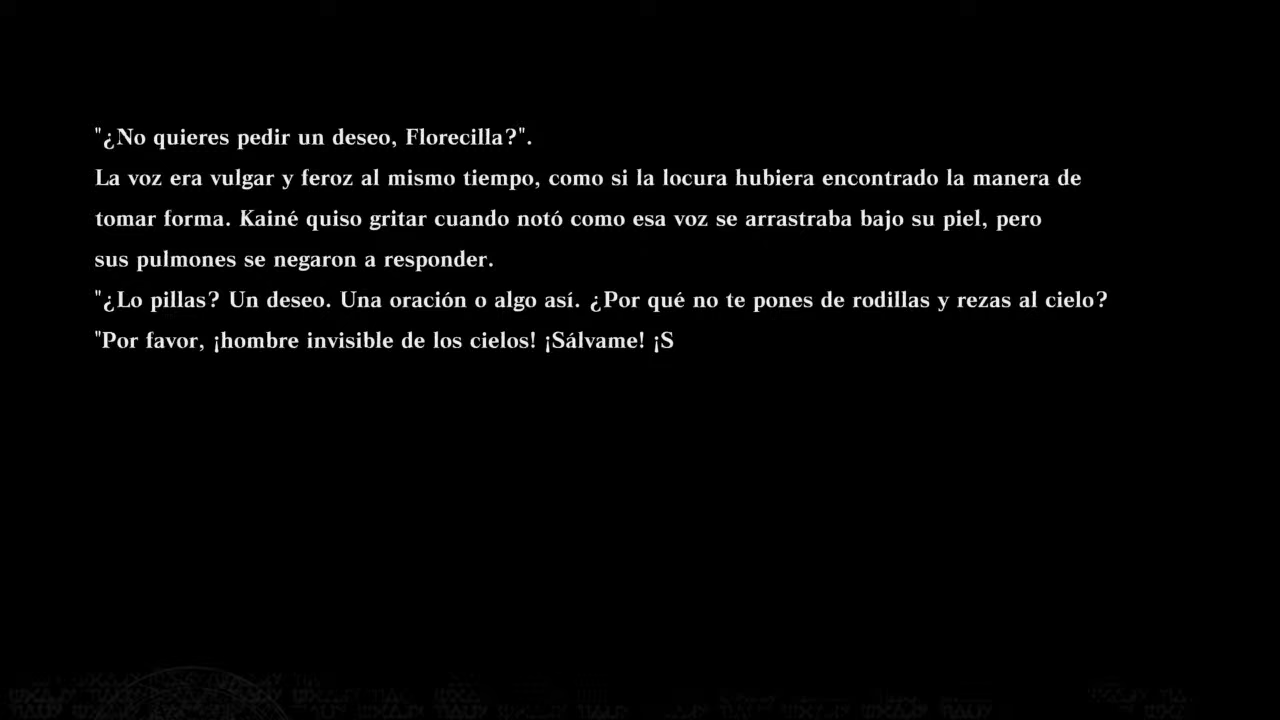 "¿No quieres pedir un deseo, Florecilla?".
La voz era vulgar y feroz al mismo tiempo, como si la locura hubiera encontrado la manera de
tomar forma. Kainé quiso gritar cuando notó como esa voz se arrastraba bajo su piel, pero
sus pulmones se negaron a responder.
"¿Lo pillas? Un deseo. Una oración o algo así. ¿Por qué no te pones de rodillas y rezas al cielo?
"Por favor, ¡hombre invisible de los cielos! ¡Sálvame! ¡S